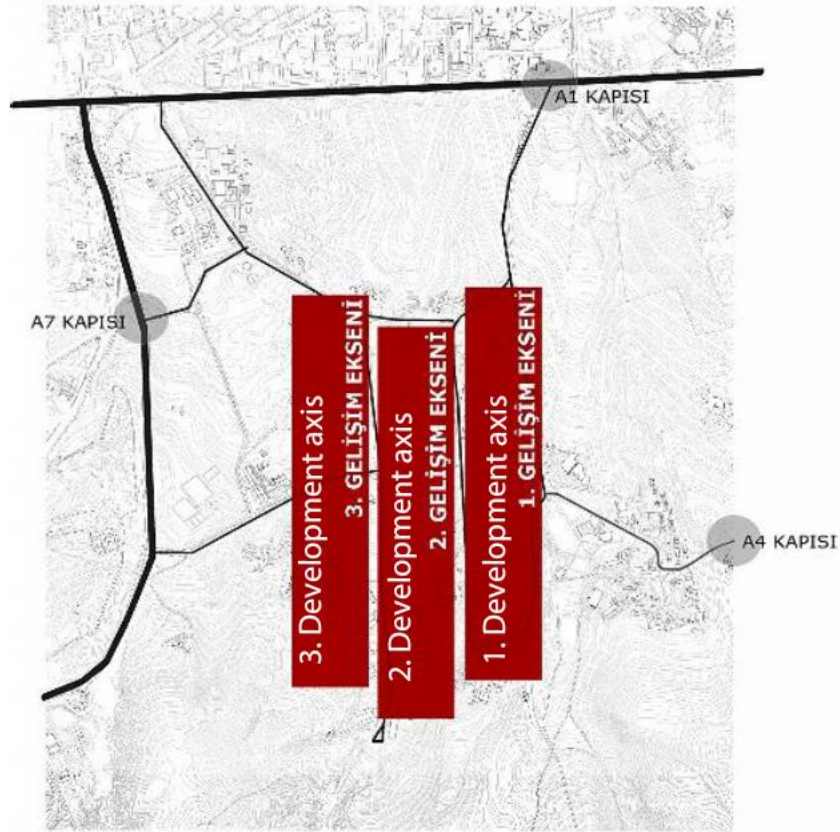 A1 KAPISI
A7 KAPISI
3. Development axis
3. GELİŞİM EKSENİ
2. Development axis
2. GELİŞİM EKSENİ
1. Development axis
1. GELİŞİM EKSENİ
A4 KAPISI